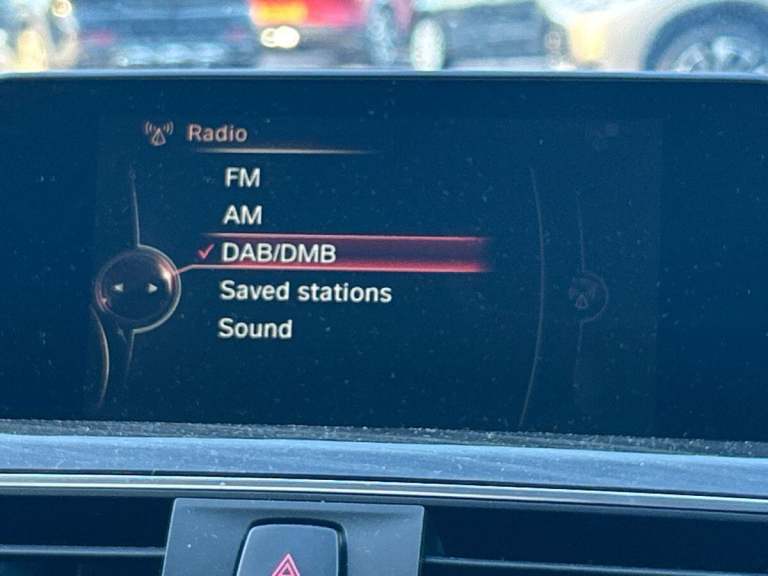 Radio
FM
AM
DAB/DMB
Saved stations
Sound